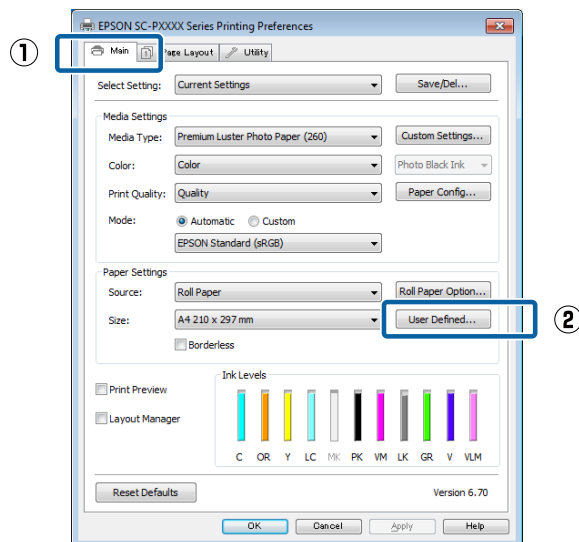 EPSON SC-PXXXX Series Printing Preferences
① Main Page Layout Utility
Select Setting: Current Settings Save/Del...
Media Settings
Media Type: Premium Luster Photo Paper (260) Custom Settings...
Color: Color Photo Black Ink
Print Quality: Quality Paper Config...
Mode: Automatic Custom
EPSON Standard (sRGB)
Paper Settings
Source: Roll Paper Roll Paper Option...
Size: A4 210 x 297 mm User Defined... ②
Borderless
Ink Levels
Print Preview
Layout Manager
C OR Y LC MK PK VM LK GR V VLM
Reset Defaults Version 6.70
OK Cancel Apply Help